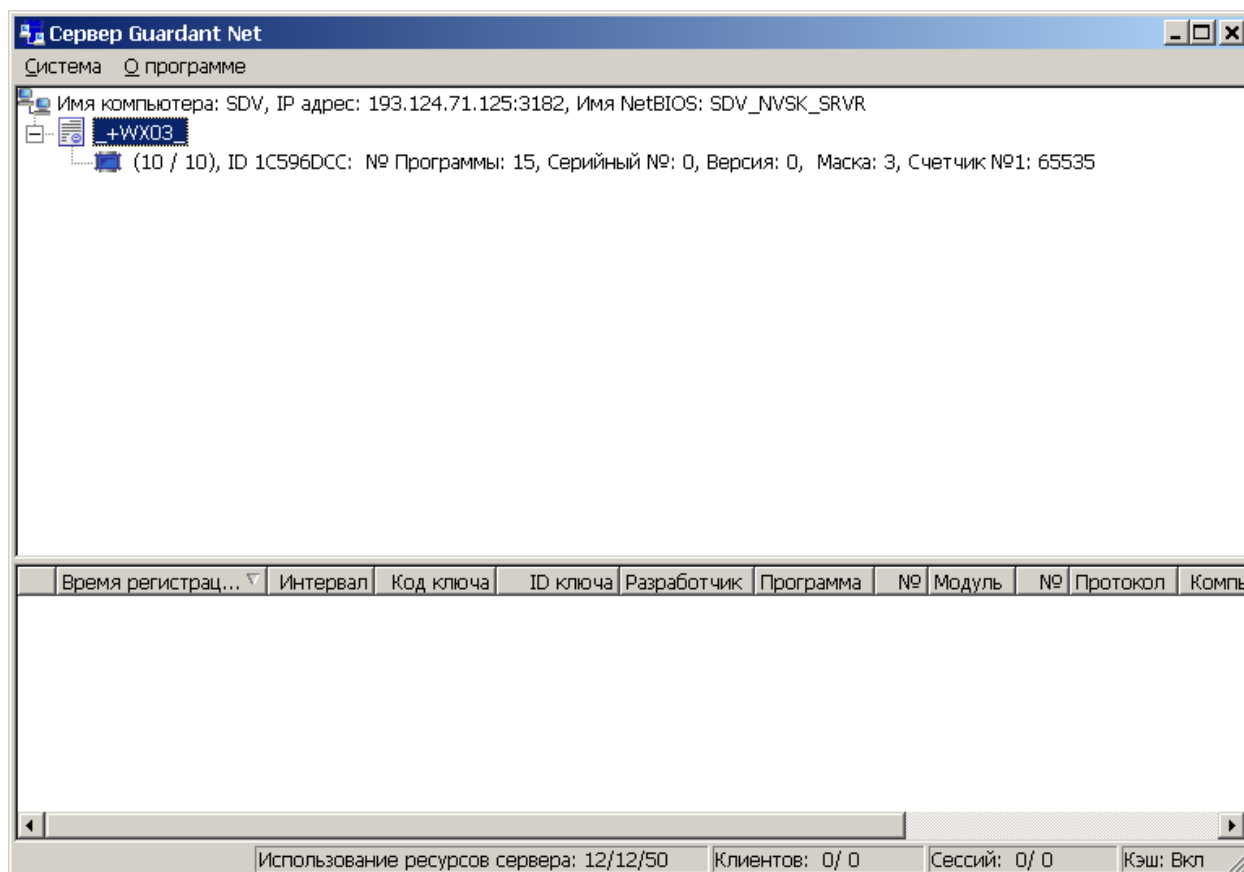 Сервер Guardant Net
Система О программе
Имя компьютера: SDV, IP адрес: 193.124.71.125:3182, Имя NetBIOS: SDV_NVSK_SRVR
_+WX03_
(10 / 10), ID 1C596DCC: № Программы: 15, Серийный №: 0, Версия: 0, Маска: 3, Счетчик №1: 65535
Время регистрац... Интервал Код ключа ID ключа Разработчик Программа № Модуль № Протокол Компь
Использование ресурсов сервера: 12/12/50 Клиентов: 0/ 0 Сессий: 0/ 0 Кэш: Вкл